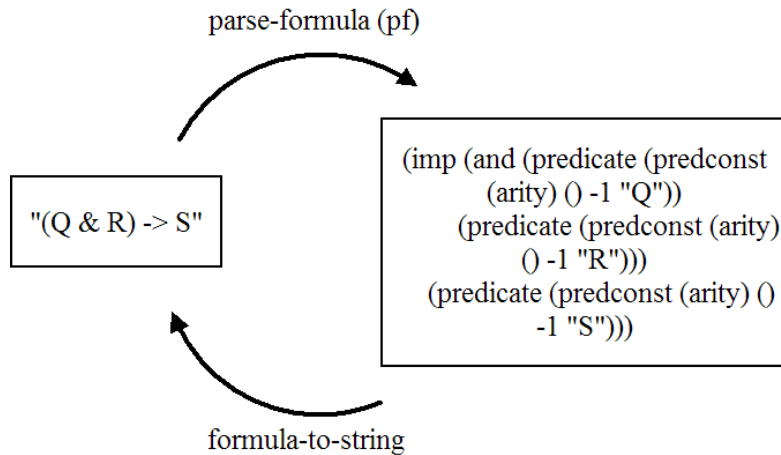 parse-formula (pf)
"(Q & R) -> S"
(imp (and (predicate (predconst
(arity) () -1 "Q"))
(predicate (predconst (arity)
() -1 "R")))
(predicate (predconst (arity) ()
-1 "S")))
formula-to-string